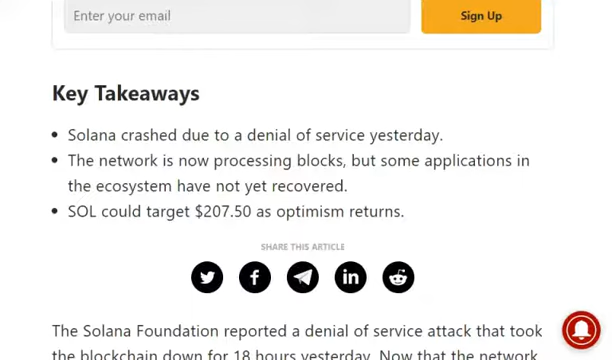 Enter your email
Sign Up
Key Takeaways
Solana crashed due to a denial of service yesterday.
The network is now processing blocks, but some applications in
the ecosystem have not yet recovered.
SOL could target $207.50 as optimism returns.
SHARE THIS ARTICLE
The Solana Foundation reported a denial of service attack that took
the blockchain down for 18 hours yesterday. Now that the network